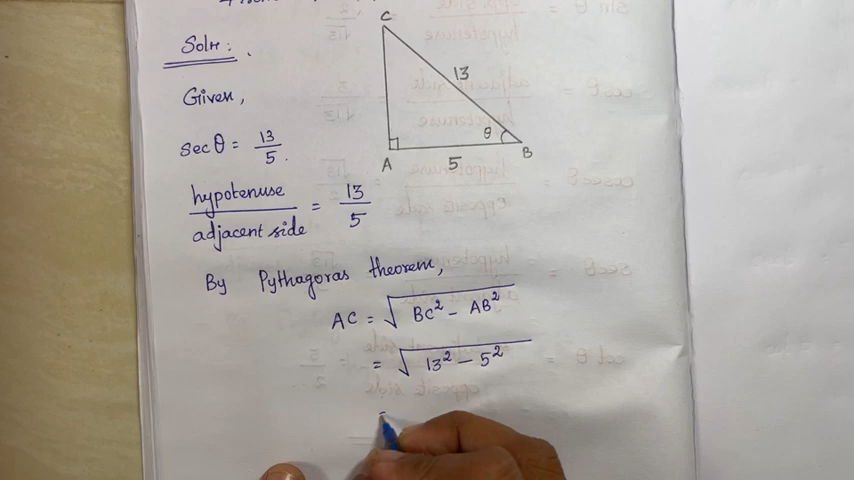 Soln:
C
13
Given,
θ
sec θ = 13/5.
A
5
B
hypotenuse/adjacent side = 13/5
By Pythagoras theorem,
AC = √(BC² - AB²)
= √(13² - 5²)
=